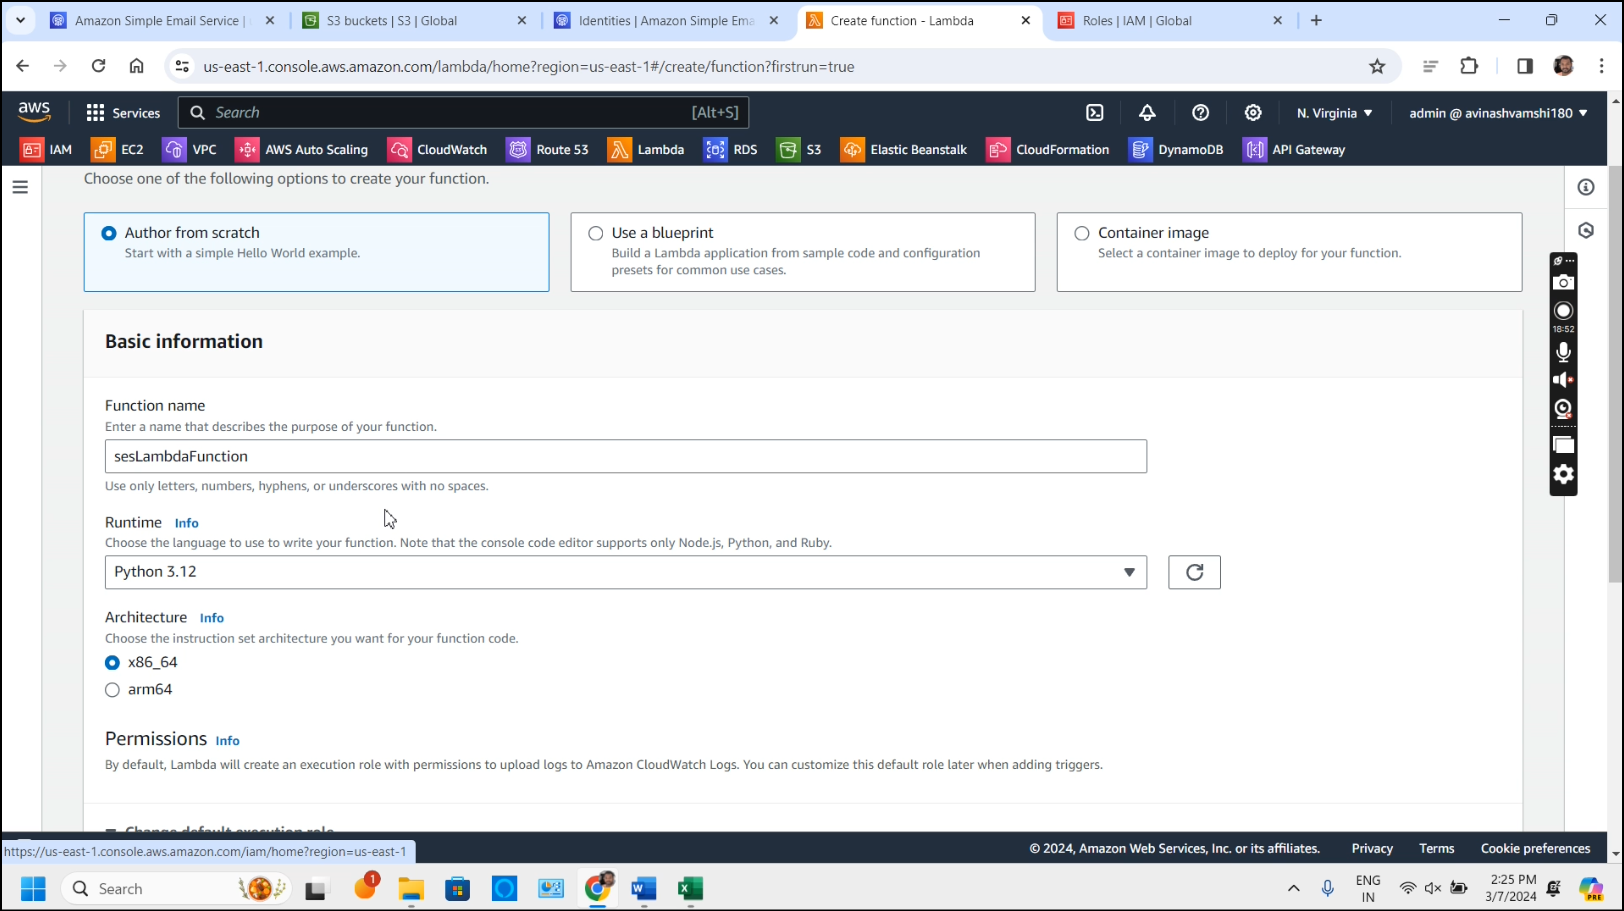 Amazon Simple Email Service |
S3 buckets | S3 | Global
Identities | Amazon Simple Ema
Create function - Lambda
Roles | IAM | Global
us-east-1.console.aws.amazon.com/lambda/home?region=us-east-1#/create/function?firstrun=true
aws
Services
Search
[Alt+S]
N. Virginia
admin @ avinashvamshi180
IAM
EC2
VPC
AWS Auto Scaling
CloudWatch
Route 53
Lambda
RDS
S3
Elastic Beanstalk
CloudFormation
DynamoDB
API Gateway
Choose one of the following options to create your function.
Author from scratch
Start with a simple Hello World example.
Use a blueprint
Build a Lambda application from sample code and configuration
presets for common use cases.
Container image
Select a container image to deploy for your function.
18:52
Basic information
Function name
Enter a name that describes the purpose of your function.
sesLambdaFunction
Use only letters, numbers, hyphens, or underscores with no spaces.
Runtime Info
Choose the language to use to write your function. Note that the console code editor supports only Node.js, Python, and Ruby.
Python 3.12
Architecture Info
Choose the instruction set architecture you want for your function code.
x86_64
arm64
Permissions Info
By default, Lambda will create an execution role with permissions to upload logs to Amazon CloudWatch Logs. You can customize this default role later when adding triggers.
Change default execution role
https://us-east-1.console.aws.amazon.com/iam/home?region=us-east-1
© 2024, Amazon Web Services, Inc. or its affiliates.
Privacy
Terms
Cookie preferences
Search
1
W
X
ENG
IN
2:25 PM
3/7/2024
PRE